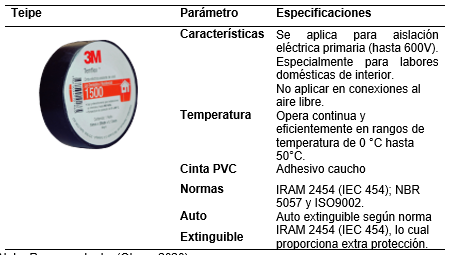 Teipe Parámetro Especificaciones
Características Se aplica para aislación
eléctrica primaria (hasta 600V).
Especialmente para labores
domésticas de interior.
No aplicar en conexiones al
aire libre.
Temperatura Opera continua y
eficientemente en rangos de
temperatura de 0 °C hasta
50°C.
Cinta PVC Adhesivo caucho
Normas IRAM 2454 (IEC 454); NBR
5057 y ISO9002.
Auto Auto extinguible según norma
Extinguible IRAM 2454 (IEC 454), lo cual
proporciona extra protección.
3M
1500